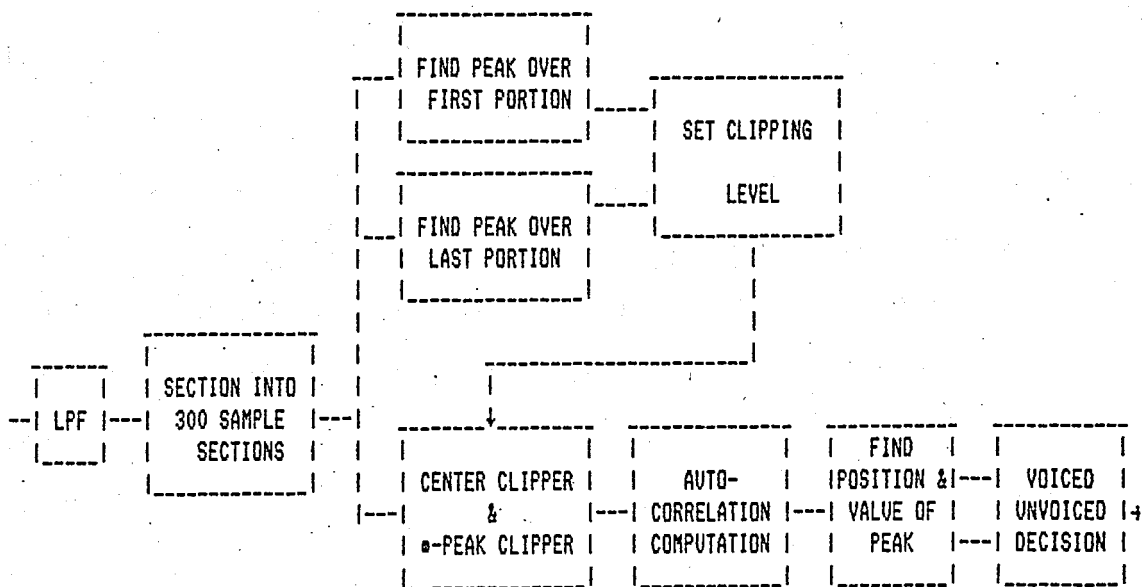 FIND PEAK OVER
FIRST PORTION
SET CLIPPING
LEVEL
FIND PEAK OVER
LAST PORTION
LPF
SECTION INTO
300 SAMPLE
SECTIONS
CENTER CLIPPER
&
-PEAK CLIPPER
AUTO-
CORRELATION
COMPUTATION
FIND
POSITION &
VALUE OF
PEAK
VOICED
UNVOICED
DECISION